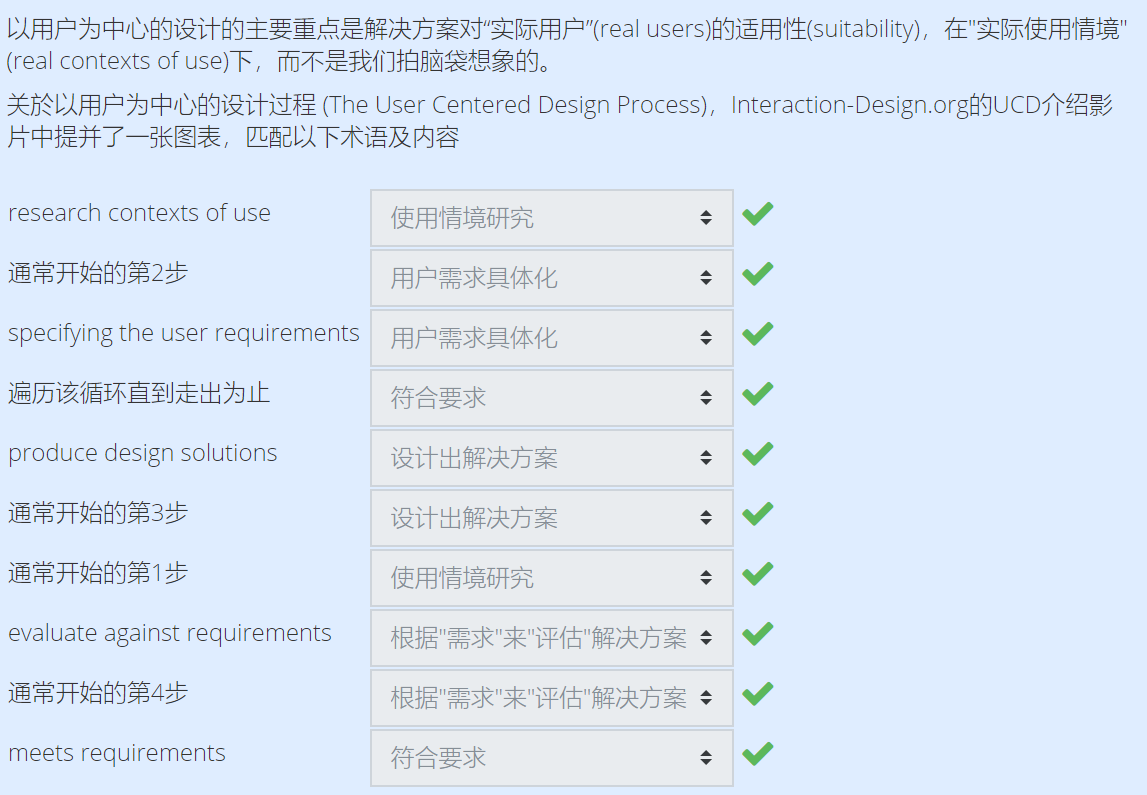 以用户为中心的设计的主要重点是解决方案对“实际用户”(real users)的适用性(suitability)，在"实际使用情境"
(real contexts of use)下，而不是我们拍脑袋想象的。
关於以用户为中心的设计过程 (The User Centered Design Process)，Interaction-Design.org的UCD介绍影
片中提并了一张图表，匹配以下术语及内容
research contexts of use 使用情境研究
通常开始的第2步 用户需求具体化
specifying the user requirements 用户需求具体化
遍历该循环直到走出为止 符合要求
produce design solutions 设计出解决方案
通常开始的第3步 设计出解决方案
通常开始的第1步 使用情境研究
evaluate against requirements 根据"需求"来"评估"解决方案
通常开始的第4步 根据"需求"来"评估"解决方案
meets requirements 符合要求